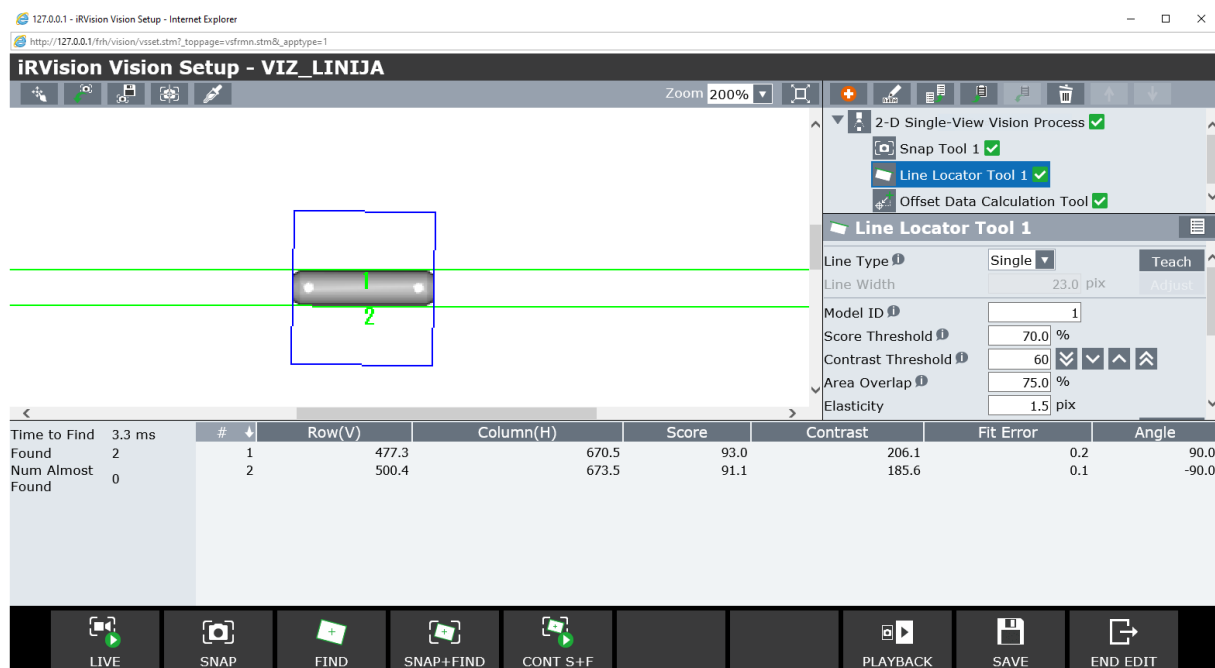 127.0.0.1 - iRVision Vision Setup - Internet Explorer
http://127.0.0.1/frh/vision/vsset.stm?_toppage=vsfrmn.stm&_apptype=1
iRVision Vision Setup - VIZ_LINIJA
Zoom 200%
2-D Single-View Vision Process
Snap Tool 1
Line Locator Tool 1
Offset Data Calculation Tool
1
2
Line Locator Tool 1
Line Type Single Teach
Line Width 23.0 pix Adjust
Model ID 1
Score Threshold 70.0 %
Contrast Threshold 60
Area Overlap 75.0 %
Elasticity 1.5 pix
Time to Find 3.3 ms
Found 2
Num Almost Found 0
# Row(V) Column(H) Score Contrast Fit Error Angle
1 477.3 670.5 93.0 206.1 0.2 90.0
2 500.4 673.5 91.1 185.6 0.1 -90.0
LIVE SNAP FIND SNAP+FIND CONT S+F PLAYBACK SAVE END EDIT